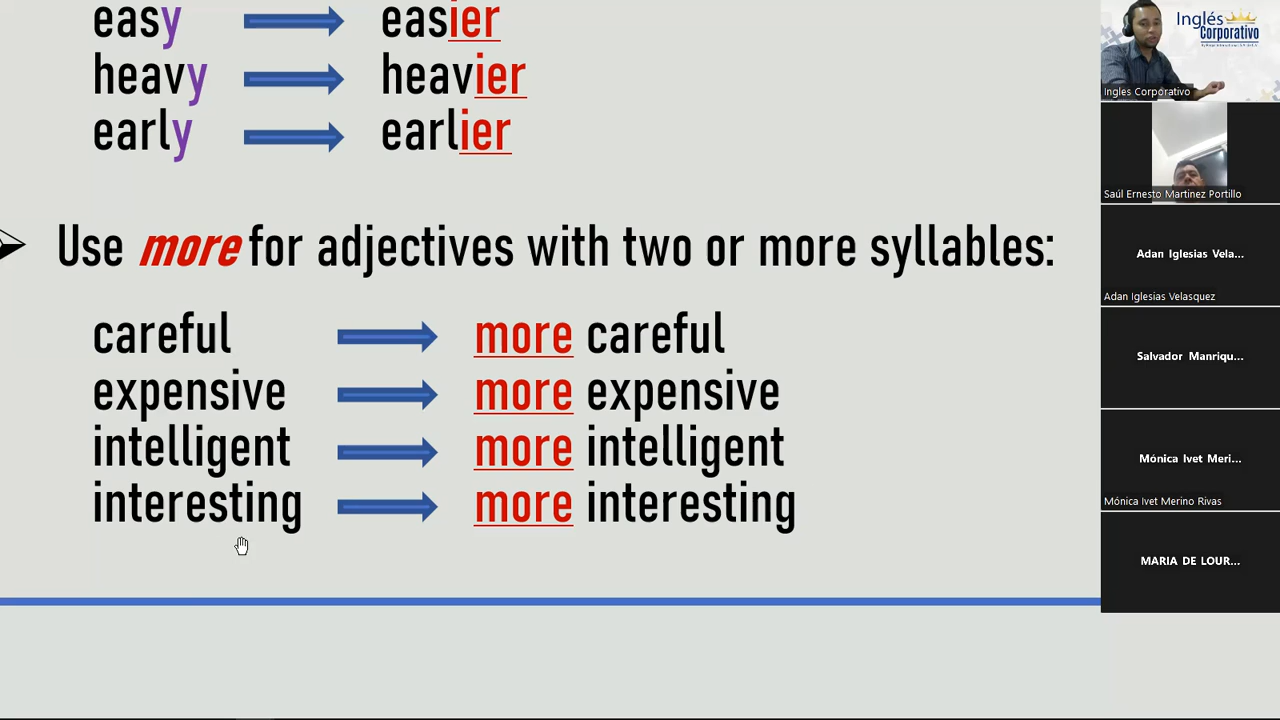 easy easier
heavy heavier
early earlier
Use more for adjectives with two or more syllables:
careful more careful
expensive more expensive
intelligent more intelligent
interesting more interesting
Inglés
Corporativo
Ingles Corporativo
Saúl Ernesto Martinez Portillo
Adan Iglesias Vela...
Adan Iglesias Velasquez
Salvador Manriqu...
Mónica Ivet Meri...
Mónica Ivet Merino Rivas
MARIA DE LOUR...